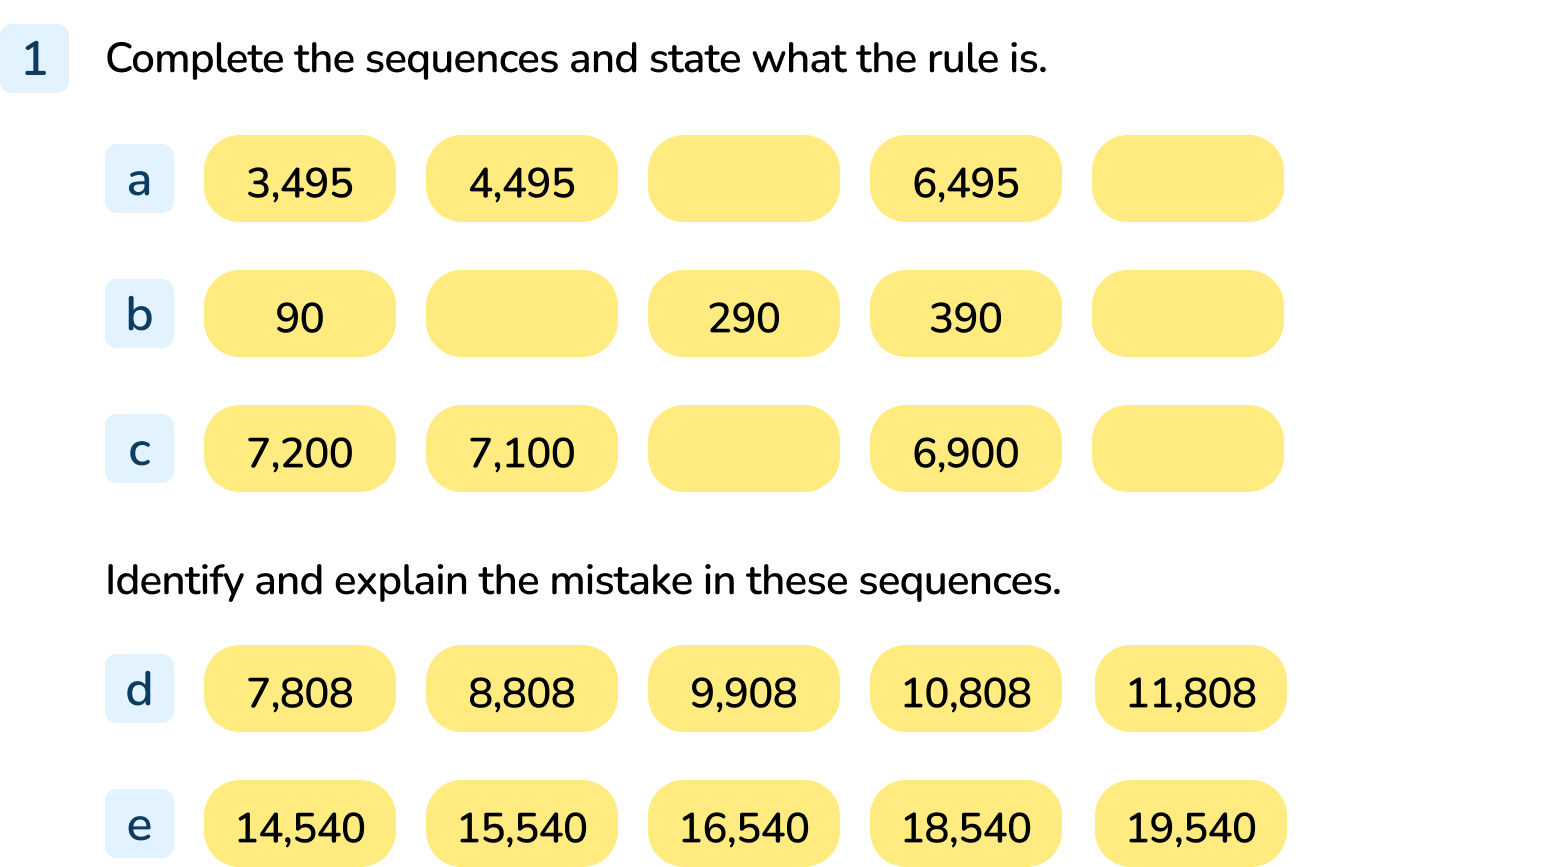 1 Complete the sequences and state what the rule is.
a 3,495 4,495 6,495
b 90 290 390
c 7,200 7,100 6,900
Identify and explain the mistake in these sequences.
d 7,808 8,808 9,908 10,808 11,808
e 14,540 15,540 16,540 18,540 19,540